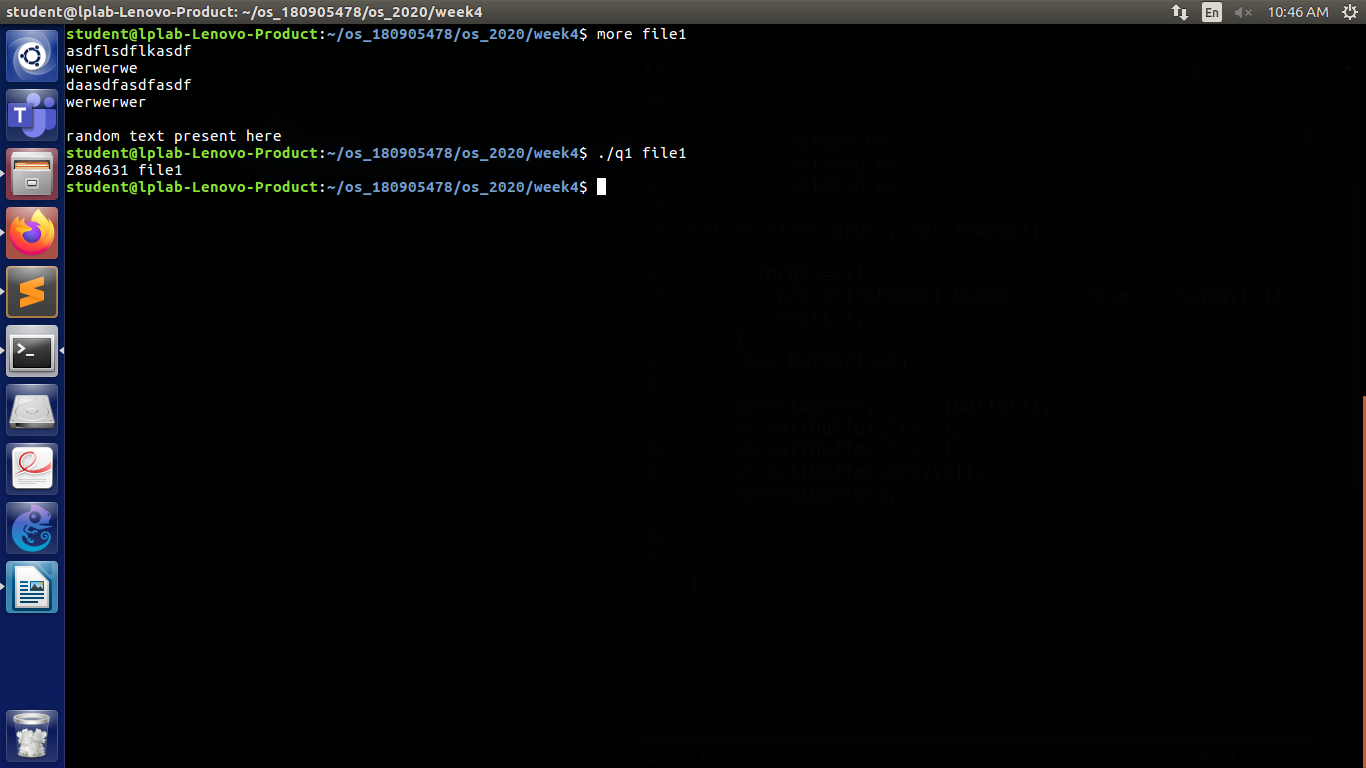 student@lplab-Lenovo-Product: ~/os_180905478/os_2020/week4
En
10:46 AM
student@lplab-Lenovo-Product:~/os_180905478/os_2020/week4$ more file1
asdflsdflkasdf
werwerwe
daasdfasdfasdf
werwerwer
random text present here
student@lplab-Lenovo-Product:~/os_180905478/os_2020/week4$ ./q1 file1
2884631 file1
student@lplab-Lenovo-Product:~/os_180905478/os_2020/week4$